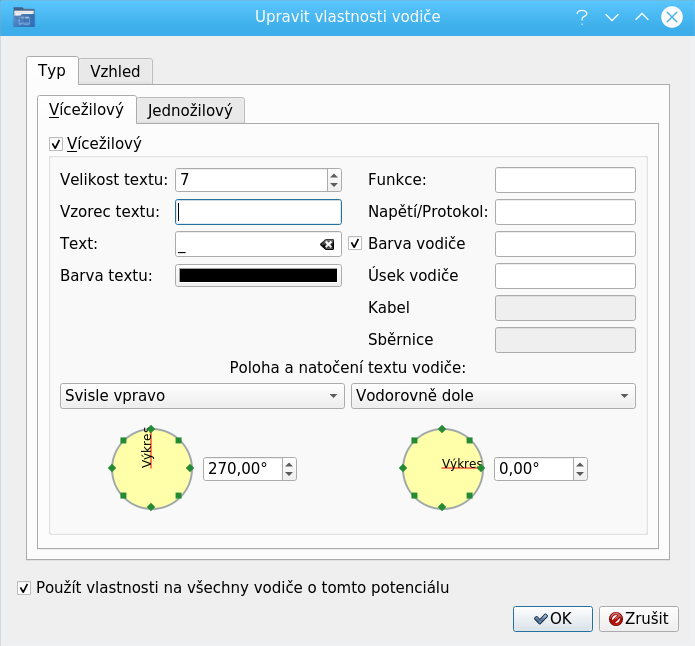 Upravit vlastnosti vodiče
Typ
Vzhled
Vícežilový
Jednožilový
Vícežilový
Velikost textu: 7
Funkce:
Vzorec textu:
Napětí/Protokol:
Text: _
Barva vodiče
Barva textu:
Úsek vodiče
Kabel
Sběrnice
Poloha a natočení textu vodiče:
Svisle vpravo
Vodorovně dole
Výkres
270,00°
Výkres
0,00°
Použít vlastnosti na všechny vodiče o tomto potenciálu
OK
Zrušit